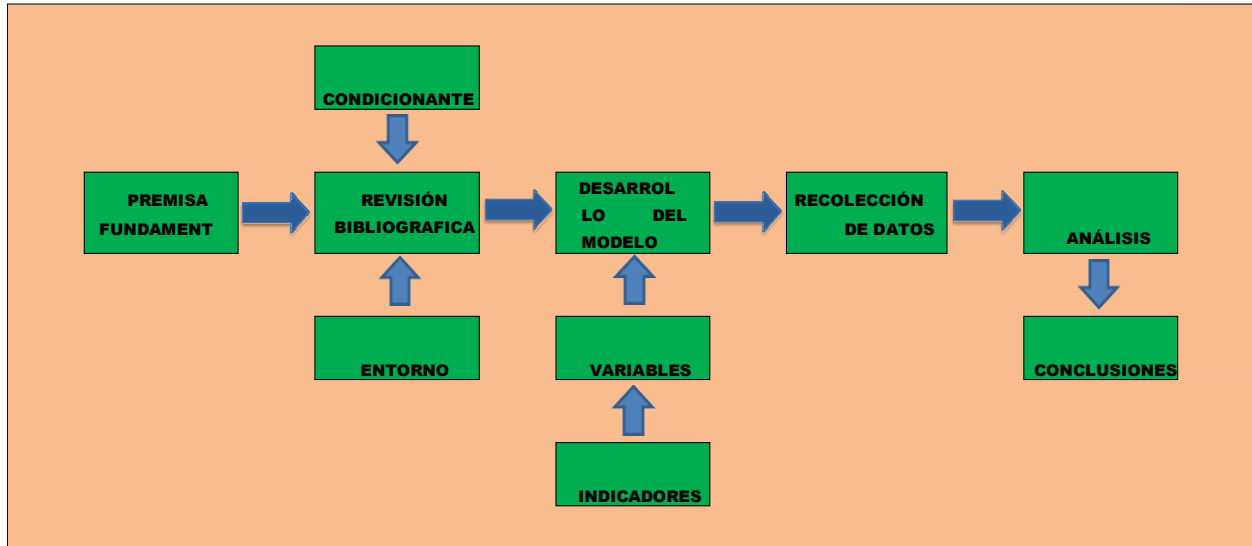 CONDICIONANTE
PREMISA
FUNDAMENT
REVISIÓN
BIBLIOGRAFICA
DESARROL
LO DEL
MODELO
RECOLECCIÓN
DE DATOS
ANÁLISIS
ENTORNO
VARIABLES
CONCLUSIONES
INDICADORES